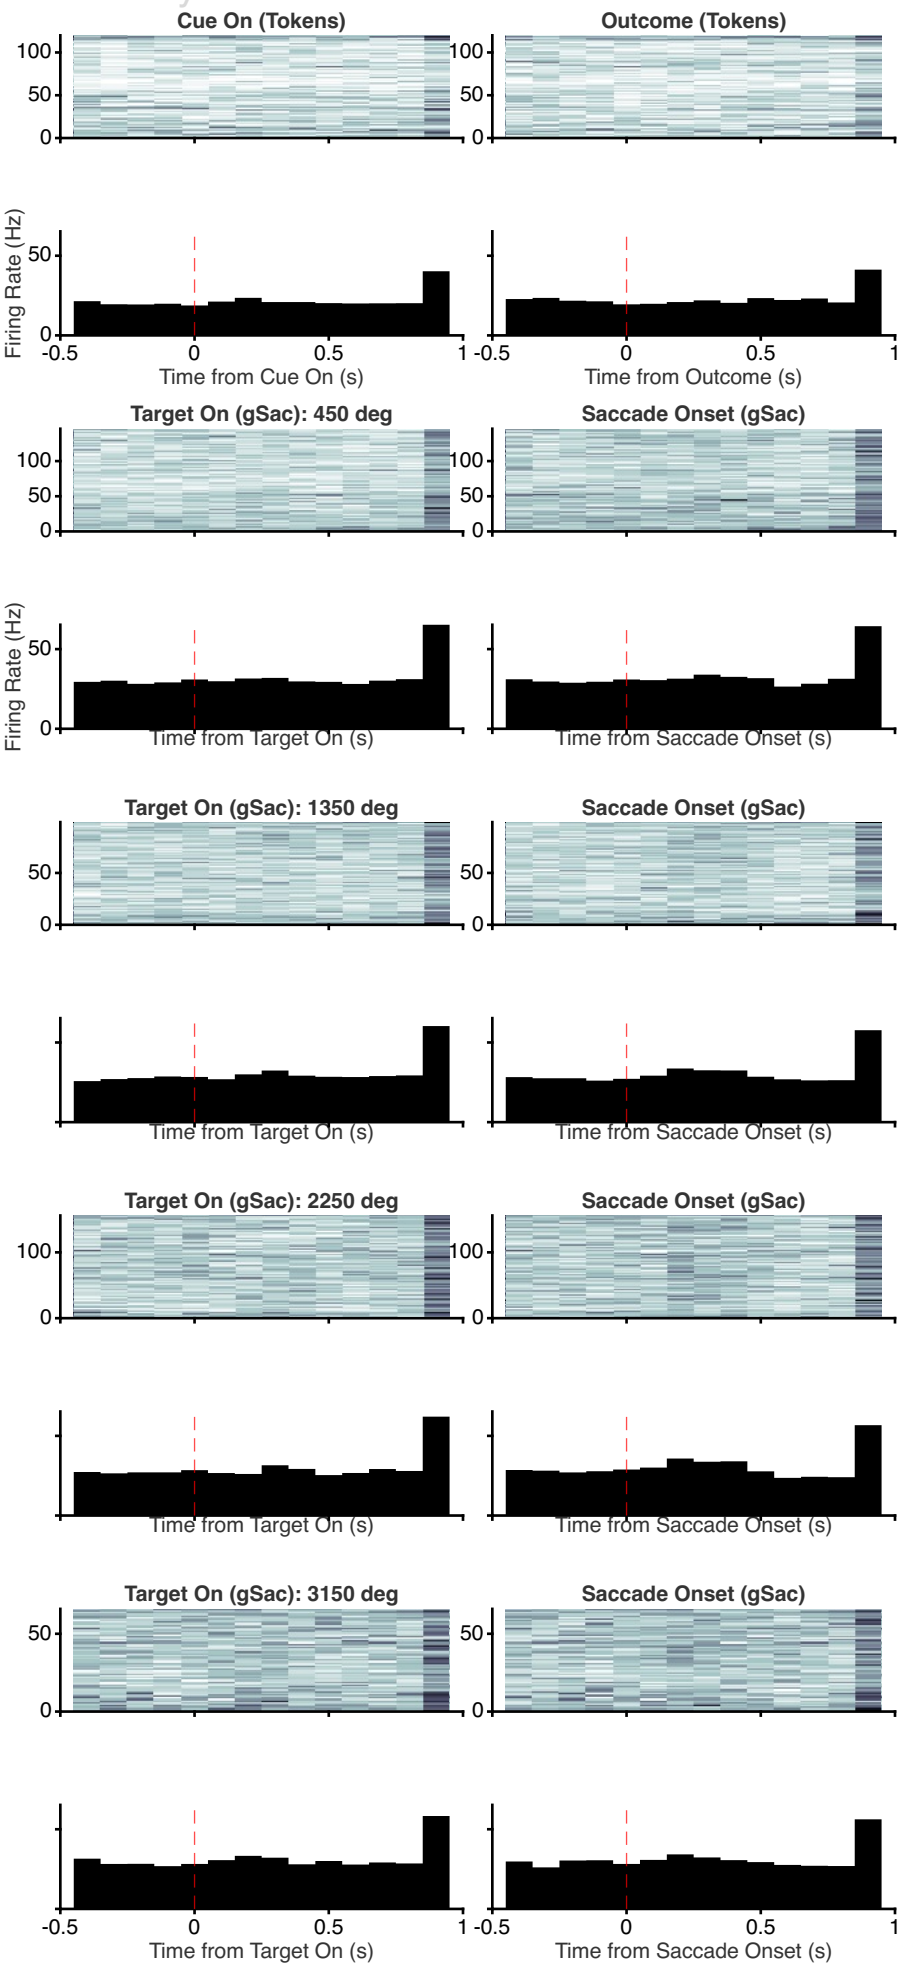 Cue On (Tokens)
Outcome (Tokens)
100
50
0
100
50
0
Firing Rate (Hz)
50
0
-0.5 0 0.5 1
-0.5 0 0.5 1
Time from Cue On (s)
Time from Outcome (s)
Target On (gSac): 450 deg
Saccade Onset (gSac)
100
50
0
100
50
0
Firing Rate (Hz)
50
0
Time from Target On (s)
Time from Saccade Onset (s)
Target On (gSac): 1350 deg
Saccade Onset (gSac)
50
0
50
0
Time from Target On (s)
Time from Saccade Onset (s)
Target On (gSac): 2250 deg
Saccade Onset (gSac)
100
0
100
0
Time from Target On (s)
Time from Saccade Onset (s)
Target On (gSac): 3150 deg
Saccade Onset (gSac)
50
0
50
0
-0.5 0 0.5 1
-0.5 0 0.5 1
Time from Target On (s)
Time from Saccade Onset (s)